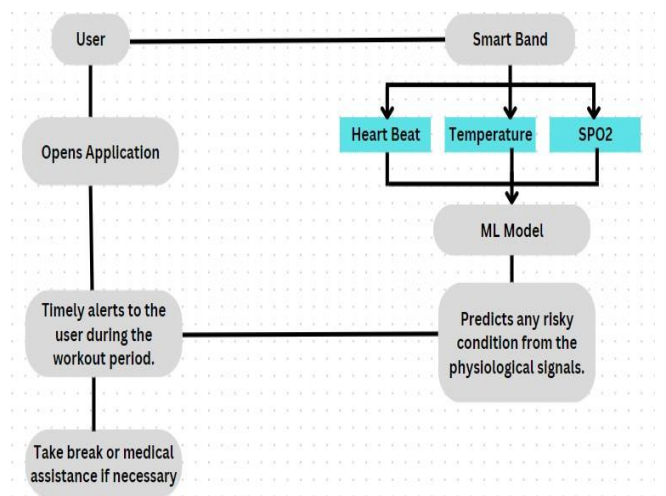 User
Smart Band
Heart Beat
Temperature
SPO2
Opens Application
ML Model
Timely alerts to the
user during the
workout period.
Predicts any risky
condition from the
physiological signals.
Take break or medical
assistance if necessary